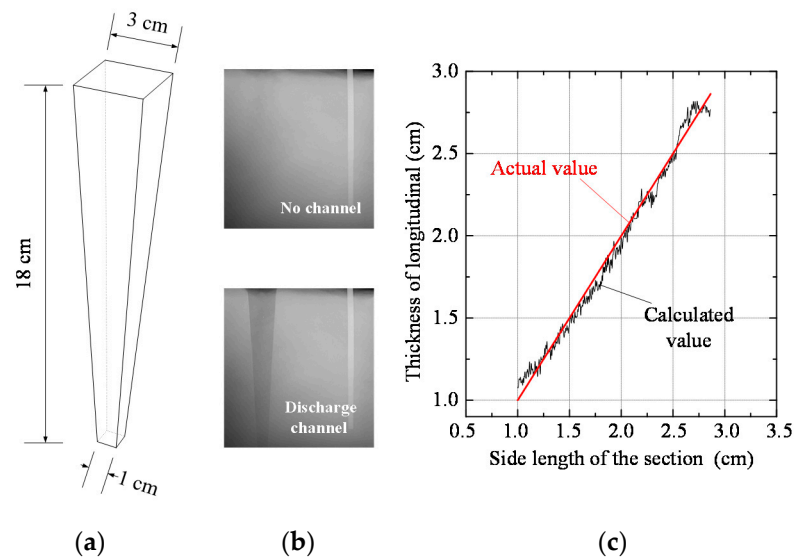 3 cm
18 cm
1 cm
(a)
No channel
Discharge
channel
(b)
Thickness of longitudinal (cm)
3.0
2.5
2.0
1.5
1.0
Actual value
Calculated
value
0.5 1.0 1.5 2.0 2.5 3.0 3.5
Side length of the section (cm)
(c)